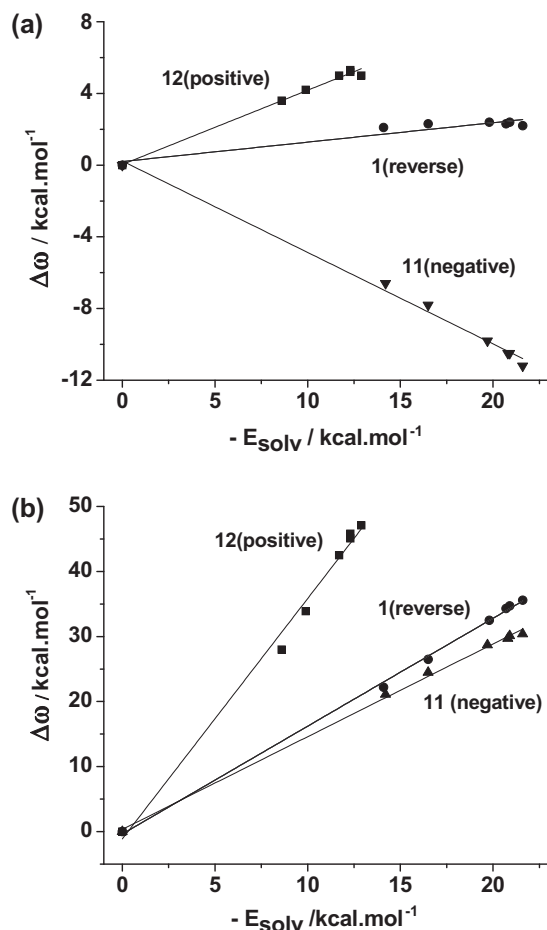 (a)
8
4
0
-4
-8
-12
Δω / kcal.mol⁻¹
12(positive)
1(reverse)
11(negative)
0 5 10 15 20
- Esolv / kcal.mol⁻¹
(b)
50
40
30
20
10
0
Δω / kcal.mol⁻¹
12(positive)
1(reverse)
11 (negative)
0 5 10 15 20
- Esolv /kcal.mol⁻¹